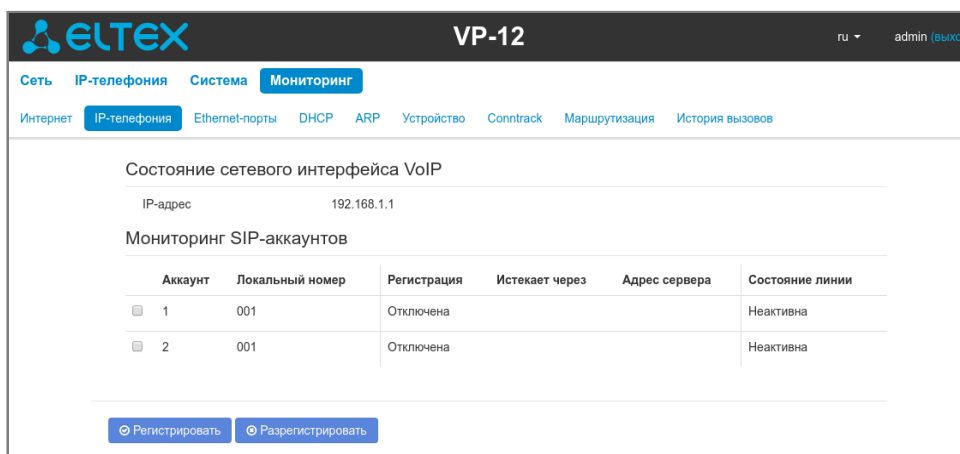 ELTEX VP-12 ru admin (выхо
Сеть IP-телефония Система Мониторинг
Интернет IP-телефония Ethernet-порты DHCP ARP Устройство Conntrack Маршрутизация История вызовов
Состояние сетевого интерфейса VoIP
IP-адрес 192.168.1.1
Мониторинг SIP-аккаунтов
Аккаунт Локальный номер Регистрация Истекает через Адрес сервера Состояние линии
1 001 Отключена Неактивна
2 001 Отключена Неактивна
Регистрировать Разрегистрировать